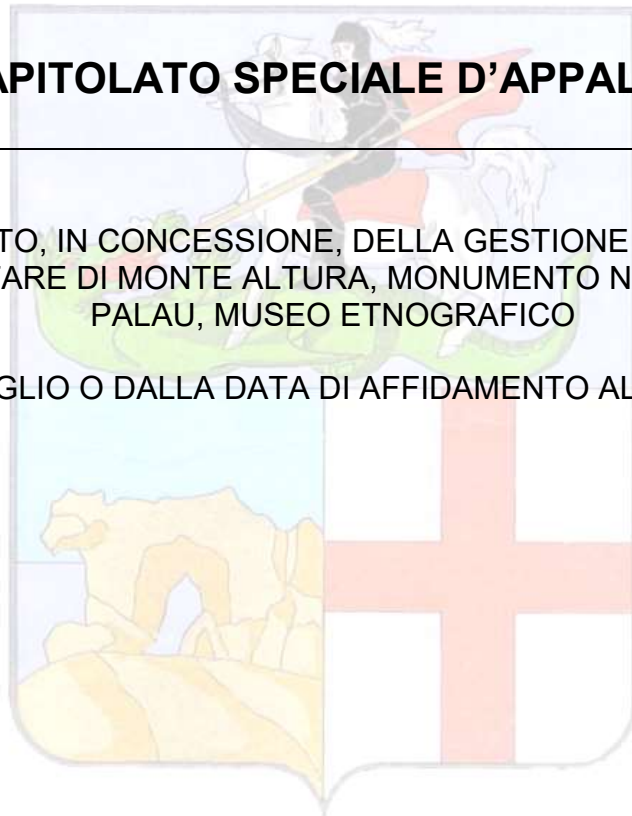 APITOLATO SPECIALE D’APPAL
TO, IN CONCESSIONE, DELLA GESTIONE
ARE DI MONTE ALTURA, MONUMENTO N
PALAU, MUSEO ETNOGRAFICO
GLIO O DALLA DATA DI AFFIDAMENTO AL